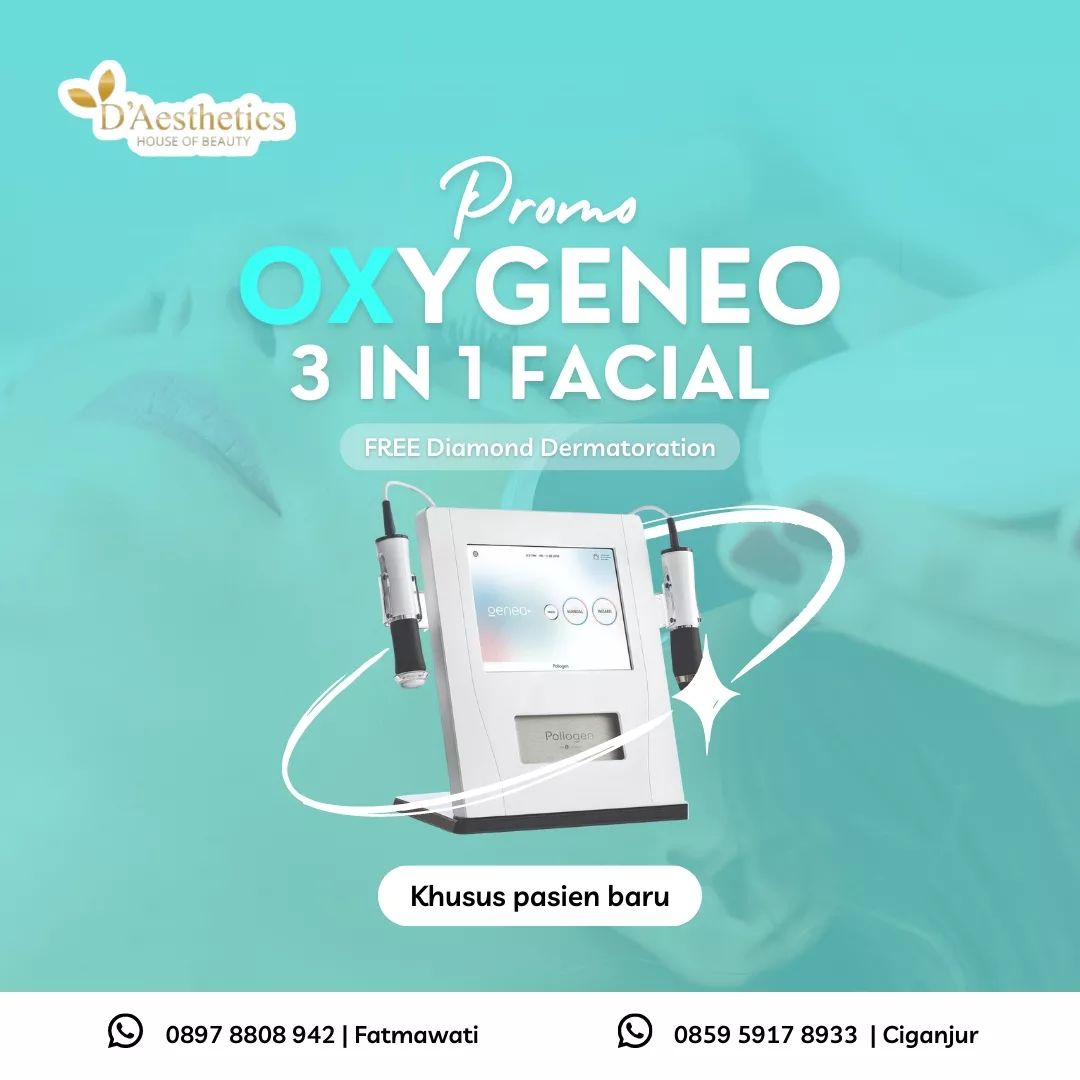 D'Aesthetics
HOUSE OF BEAUTY
Promo
OXYGENEO
3 IN 1 FACIAL
FREE Diamond Dermatoration
geneo+
Pollogen
Pollogen
Khusus pasien baru
0897 8808 942 | Fatmawati
0859 5917 8933 | Ciganjur